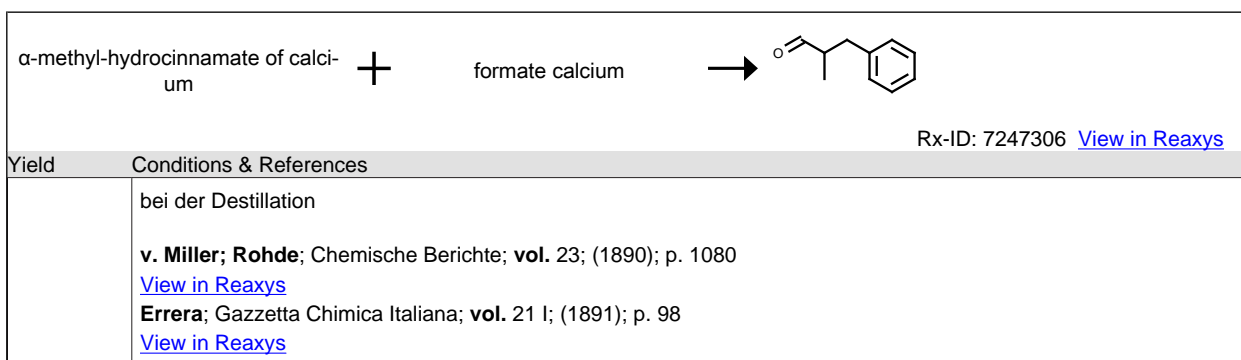 α-methyl-hydrocinnamate of calci-
um
+
formate calcium
O
Rx-ID: 7247306 View in Reaxys
Yield Conditions & References
bei der Destillation
v. Miller; Rohde; Chemische Berichte; vol. 23; (1890); p. 1080
View in Reaxys
Errera; Gazzetta Chimica Italiana; vol. 21 I; (1891); p. 98
View in Reaxys